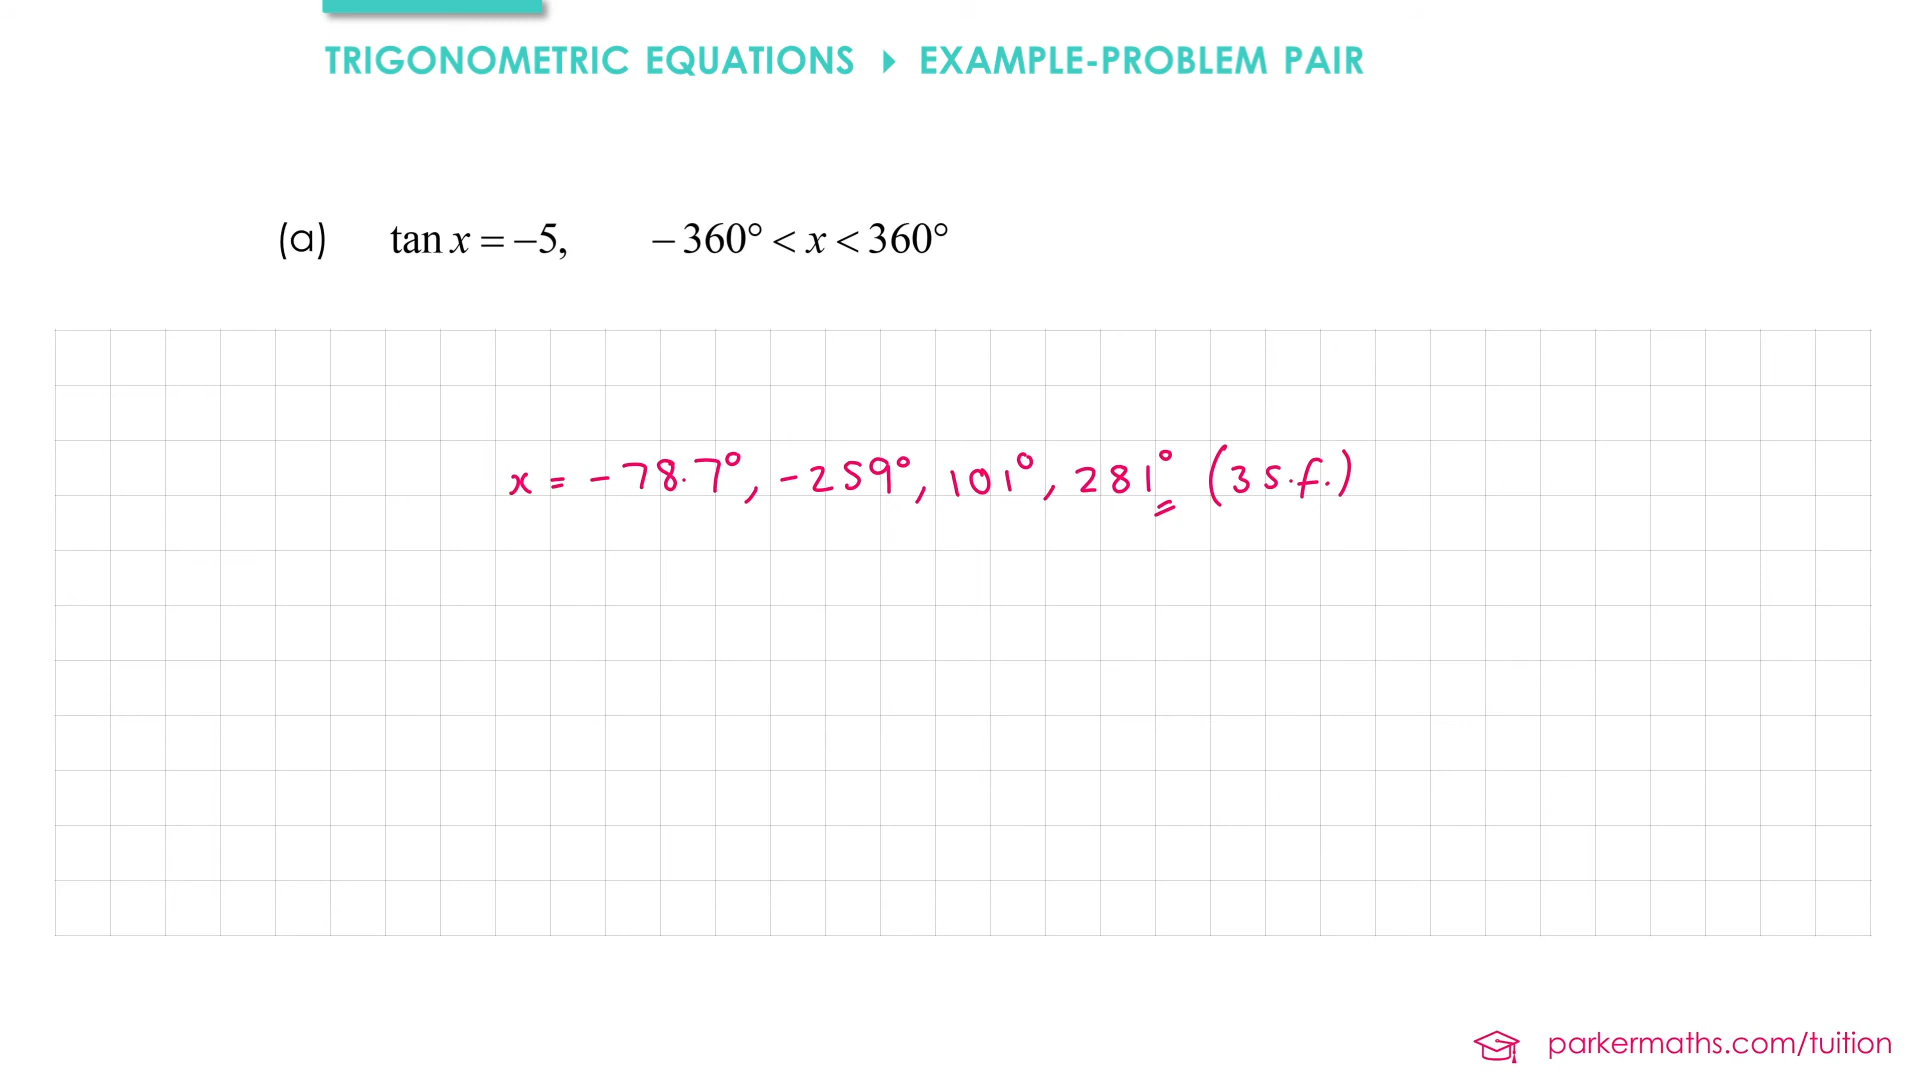 TRIGONOMETRIC EQUATIONS ▸ EXAMPLE-PROBLEM PAIR
(a) tan x = −5, − 360° < x < 360°
x = −78.7°, −259°, 101°, 281° (3 s.f.)
parkermaths.com/tuition